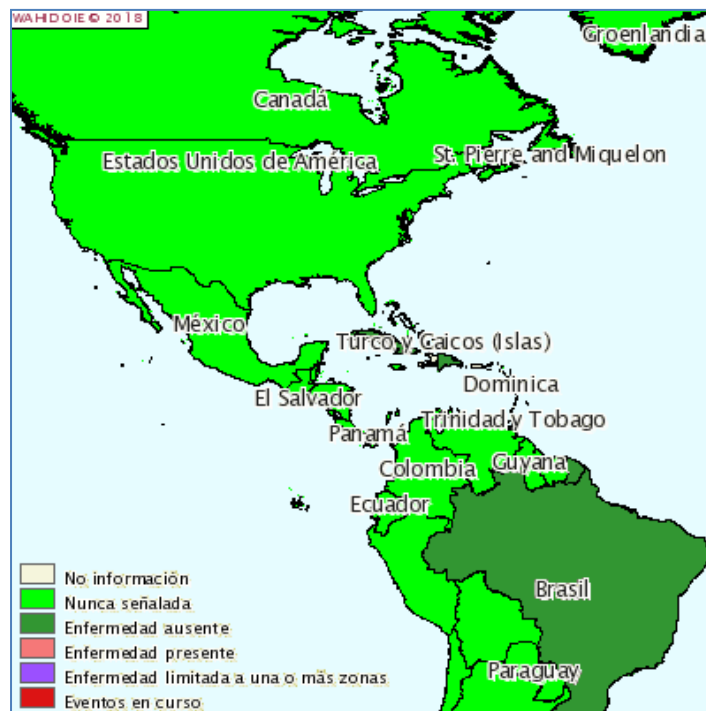 WAHIDOIE © 2018
Groenlandia
Canadá
Estados Unidos de América
St. Pierre and Miquelon
México
Turco y Caicos (Islas)
Dominica
El Salvador
Trinidad y Tobago
Panamá
Colombia
Guyana
Ecuador
Brasil
Paraguay
No información
Nunca señalada
Enfermedad ausente
Enfermedad presente
Enfermedad limitada a una o más zonas
Eventos en curso